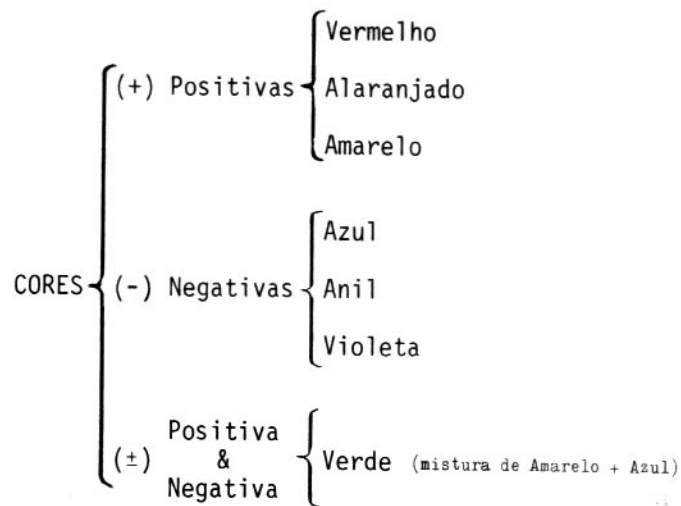 Vermelho
(+) Positivas Alaranjado
Amarelo
Azul
CORES (-) Negativas Anil
Violeta
Positiva
(±) & Verde (mistura de Amarelo + Azul)
Negativa